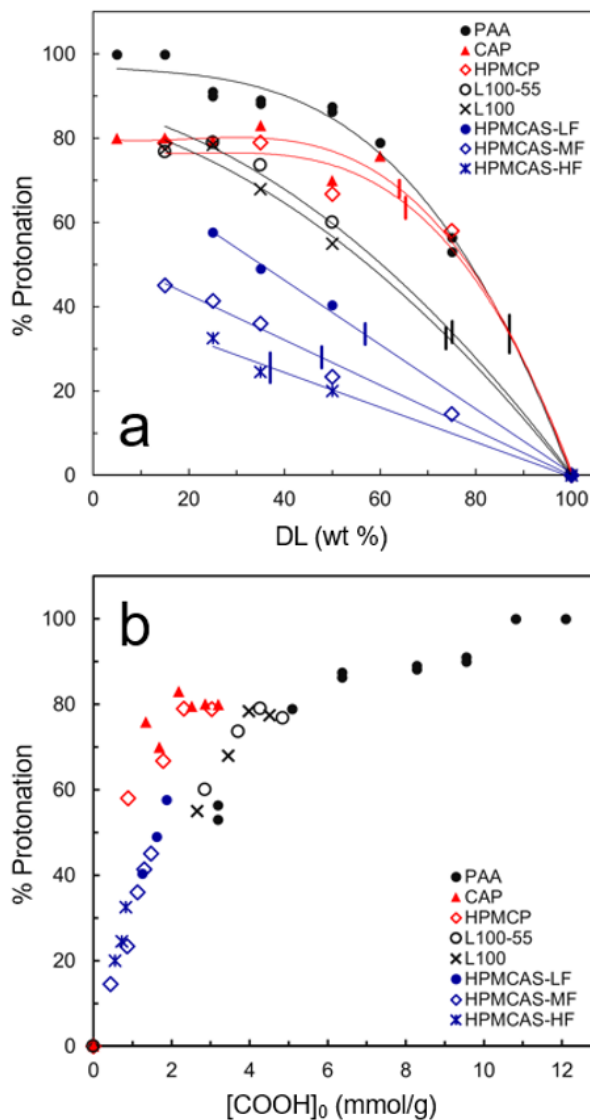 100
80
60
40
20
0
% Protonation
a
PAA
CAP
HPMCP
L100-55
L100
HPMCAS-LF
HPMCAS-MF
HPMCAS-HF
0 20 40 60 80 100
DL (wt %)
100
80
60
40
20
0
% Protonation
b
PAA
CAP
HPMCP
L100-55
L100
HPMCAS-LF
HPMCAS-MF
HPMCAS-HF
0 2 4 6 8 10 12
[COOH]₀ (mmol/g)